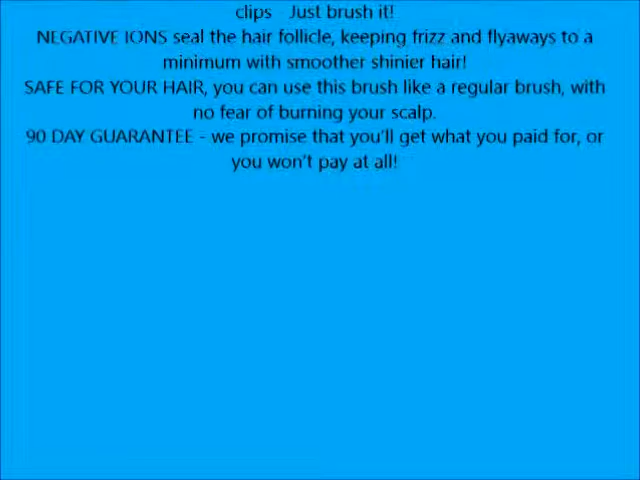 clips - Just brush it!
NEGATIVE IONS seal the hair follicle, keeping frizz and flyaways to a
minimum with smoother shinier hair!
SAFE FOR YOUR HAIR, you can use this brush like a regular brush, with
no fear of burning your scalp.
90 DAY GUARANTEE - we promise that you'll get what you paid for, or
you won't pay at all!